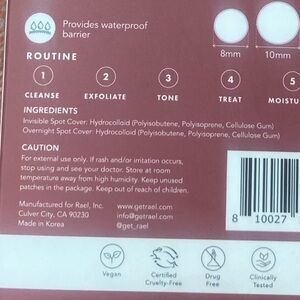 Provides waterproof
barrier
8mm 10mm
ROUTINE
1 2 3 4 5
CLEANSE EXFOLIATE TONE TREAT MOISTU
INGREDIENTS
Invisible Spot Cover: Hydrocolloid (Polyisobutene, Polyisoprene, Cellulose Gum)
Overnight Spot Cover: Hydrocolloid (Polyisobutene, Polyisoprene, Cellulose Gum)
CAUTION
For external use only. If rash and/or irritation occurs,
stop using and see your doctor. Store at room
temperature away from high humidity. Keep unused
patches in the package. Keep out of reach of children.
Manufactured for Rael, Inc. www.getrael.com
Culver City, CA 90230 info@getrael.com
Made in Korea @get_rael
8 10027
Vegan Certified Drug Clinically
Cruelty-Free Free Tested